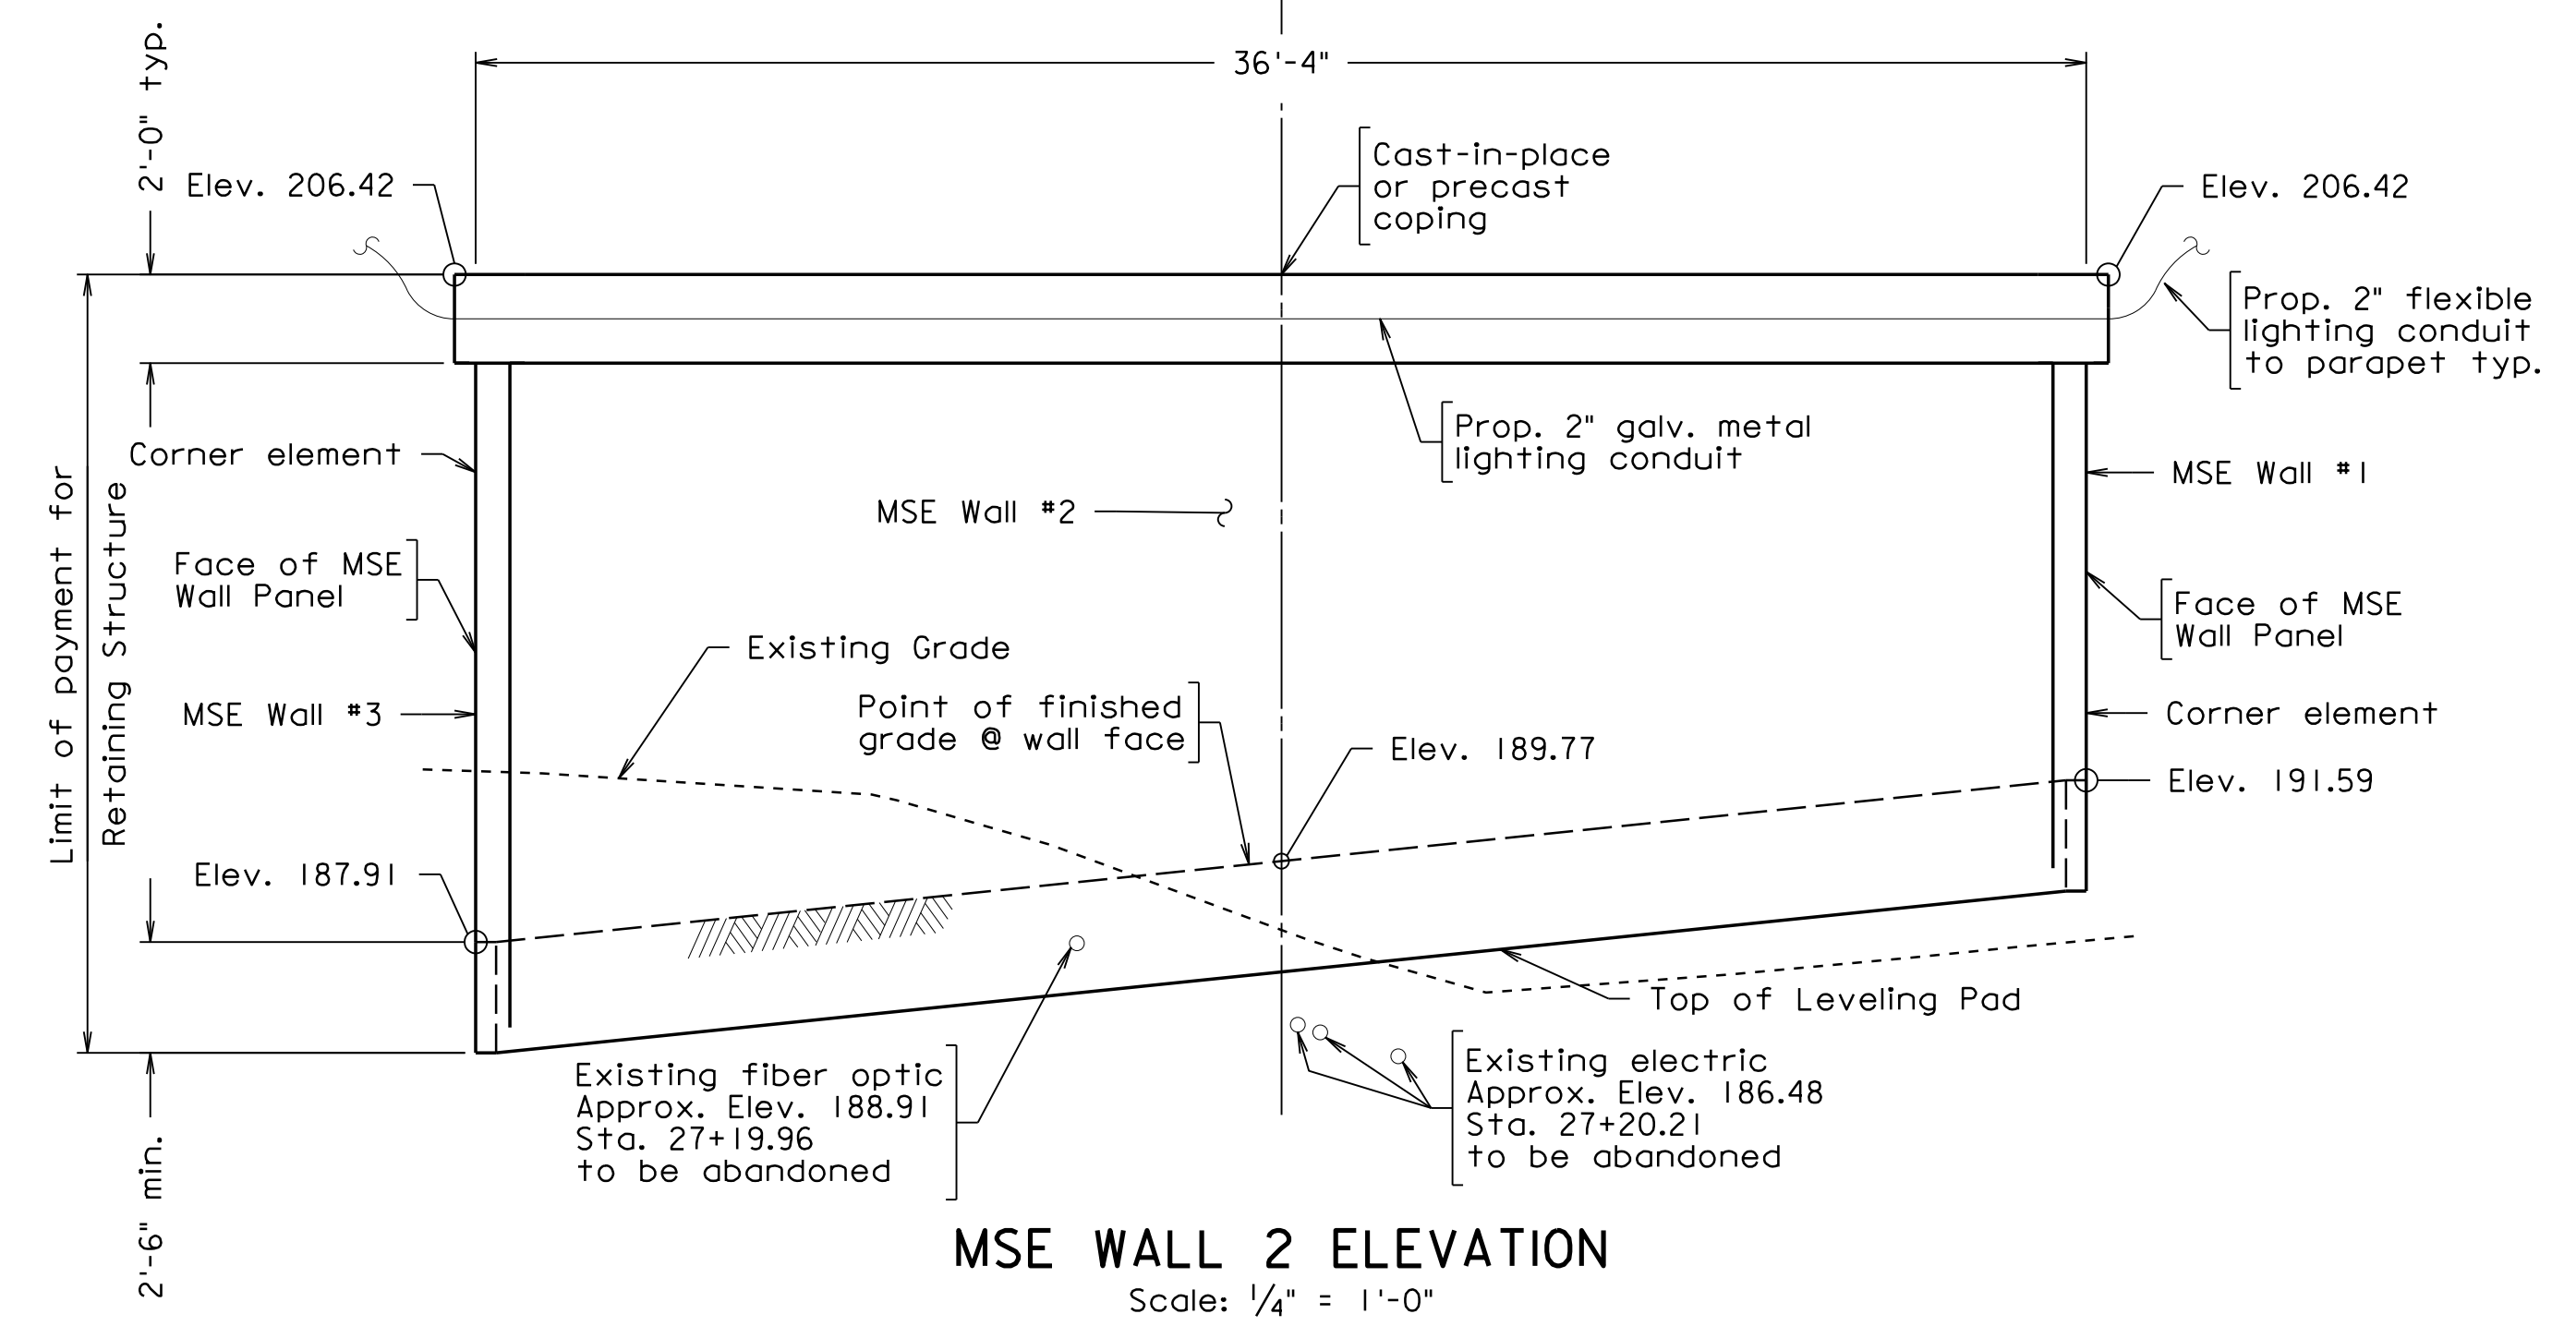 36'-4"
2'-0" typ.
Elev. 206.42
Cast-in-place
or precast
coping
Elev. 206.42
Prop. 2" flexible
lighting conduit
to parapet typ.
Corner element
Prop. 2" galv. metal
lighting conduit
MSE Wall #1
MSE Wall #2
Limit of payment for
Retaining Structure
Face of MSE
Wall Panel
Face of MSE
Wall Panel
Existing Grade
MSE Wall #3
Point of finished
grade @ wall face
Corner element
Elev. 189.77
Elev. 191.59
Elev. 187.91
Top of Leveling Pad
Existing fiber optic
Approx. Elev. 188.91
Sta. 27+19.96
to be abandoned
Existing electric
Approx. Elev. 186.48
Sta. 27+20.21
to be abandoned
2'-6" min.
MSE WALL 2 ELEVATION
Scale: 1/4" = 1'-0"